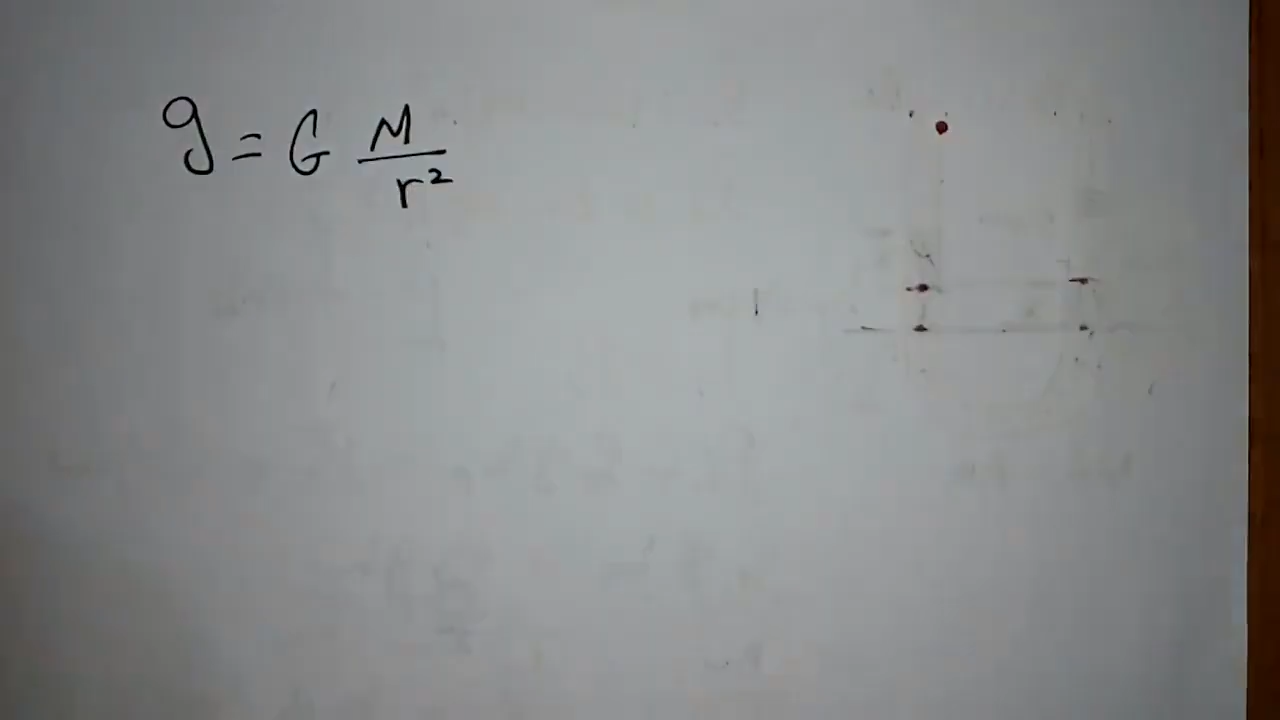 g = G M/r²